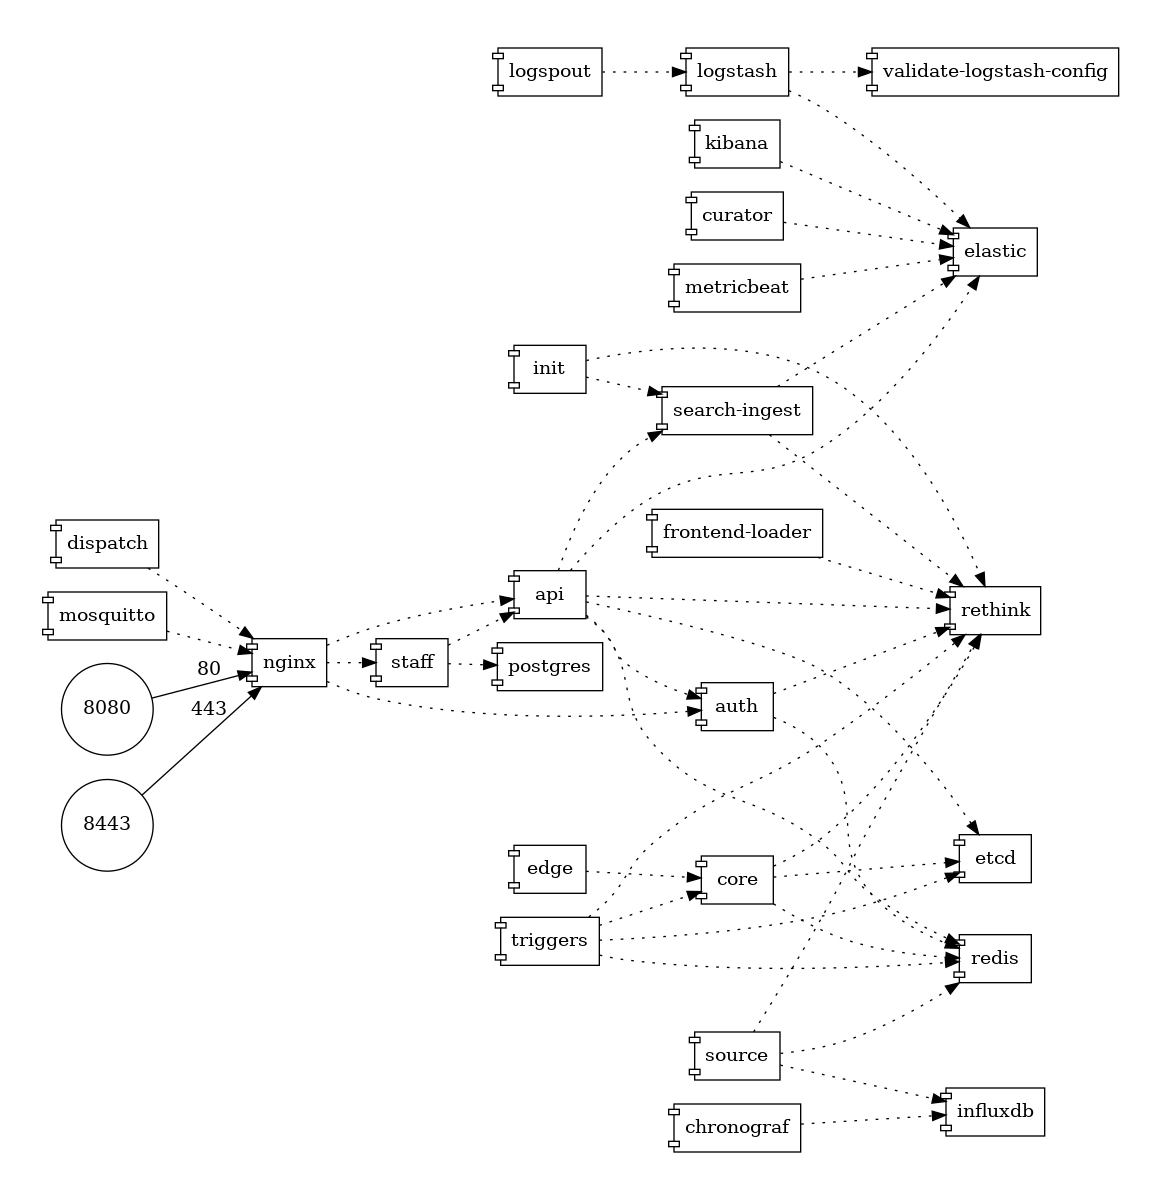 logspout
logstash
validate-logstash-config
kibana
curator
elastic
metricbeat
init
search-ingest
frontend-loader
dispatch
api
rethink
mosquitto
nginx
staff
postgres
80
8080
443
auth
8443
etcd
edge
core
triggers
redis
source
influxdb
chronograf